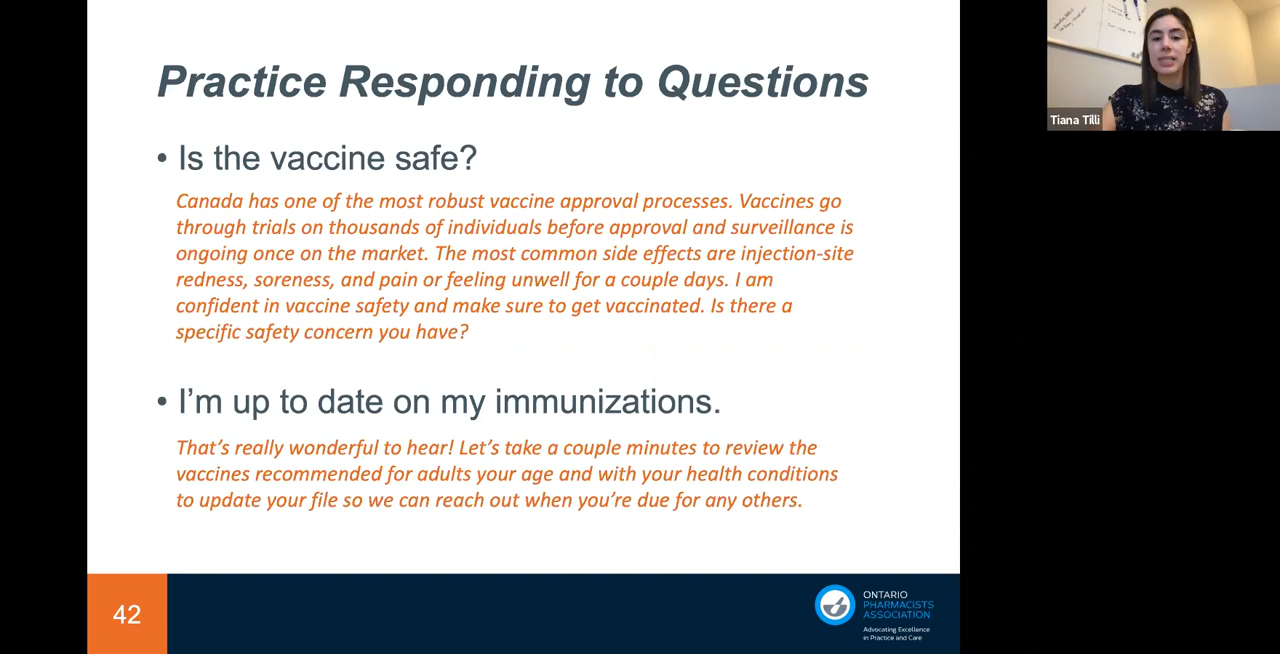 Practice Responding to Questions
• Is the vaccine safe?
Canada has one of the most robust vaccine approval processes. Vaccines go
through trials on thousands of individuals before approval and surveillance is
ongoing once on the market. The most common side effects are injection-site
redness, soreness, and pain or feeling unwell for a couple days. I am
confident in vaccine safety and make sure to get vaccinated. Is there a
specific safety concern you have?
• I'm up to date on my immunizations.
That's really wonderful to hear! Let's take a couple minutes to review the
vaccines recommended for adults your age and with your health conditions
to update your file so we can reach out when you're due for any others.
42
ONTARIO
PHARMACISTS
ASSOCIATION
Advocating Excellence
in Practice and Care
Tiana Tilli